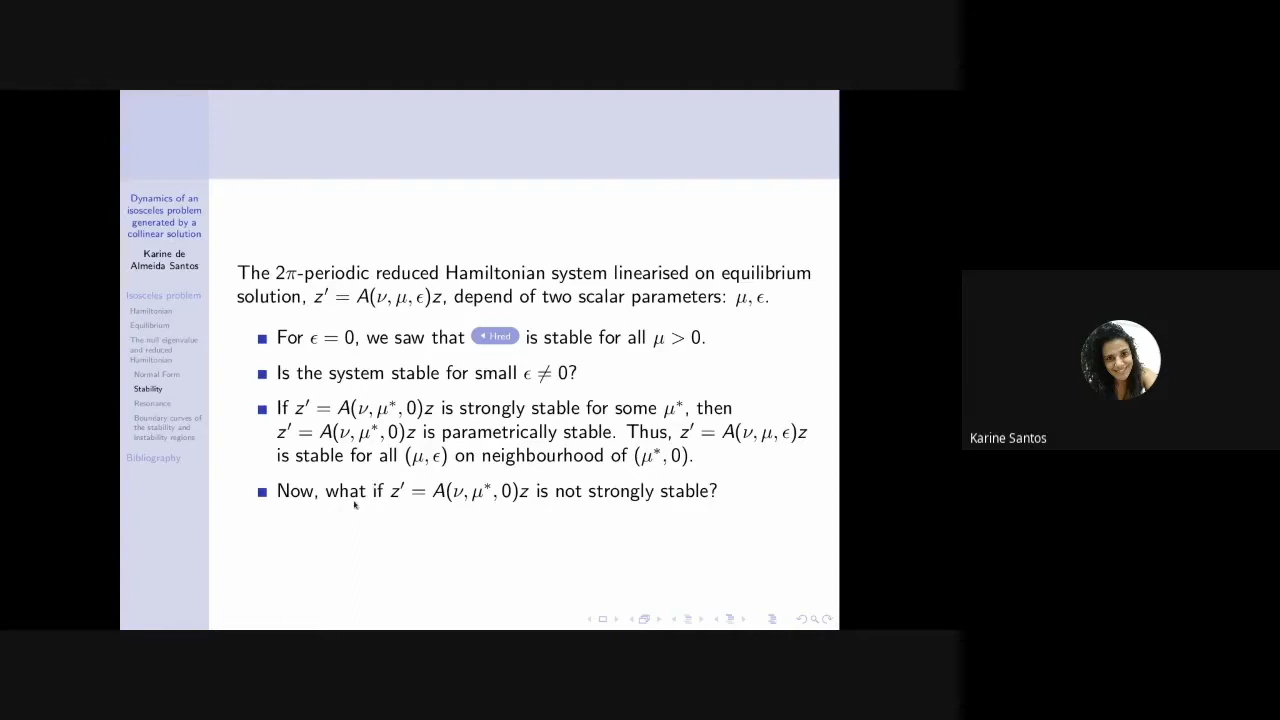 Dynamics of an
isosceles problem
generated by a
collinear solution
Karine de
Almeida Santos
Isosceles problem
Hamiltonian
Equilibrium
The null eigenvalue
and reduced
Hamiltonian
Normal Form
Stability
Resonance
Boundary curves of
the stability and
instability regions
Bibliography
The 2π-periodic reduced Hamiltonian system linearised on equilibrium
solution, z′ = A(ν, μ, ϵ)z, depend of two scalar parameters: μ, ϵ.
For ϵ = 0, we saw that Hred is stable for all μ > 0.
Is the system stable for small ϵ ≠ 0?
If z′ = A(ν, μ*, 0)z is strongly stable for some μ*, then
z′ = A(ν, μ*, 0)z is parametrically stable. Thus, z′ = A(ν, μ, ϵ)z
is stable for all (μ, ϵ) on neighbourhood of (μ*, 0).
Now, what if z′ = A(ν, μ*, 0)z is not strongly stable?
Karine Santos